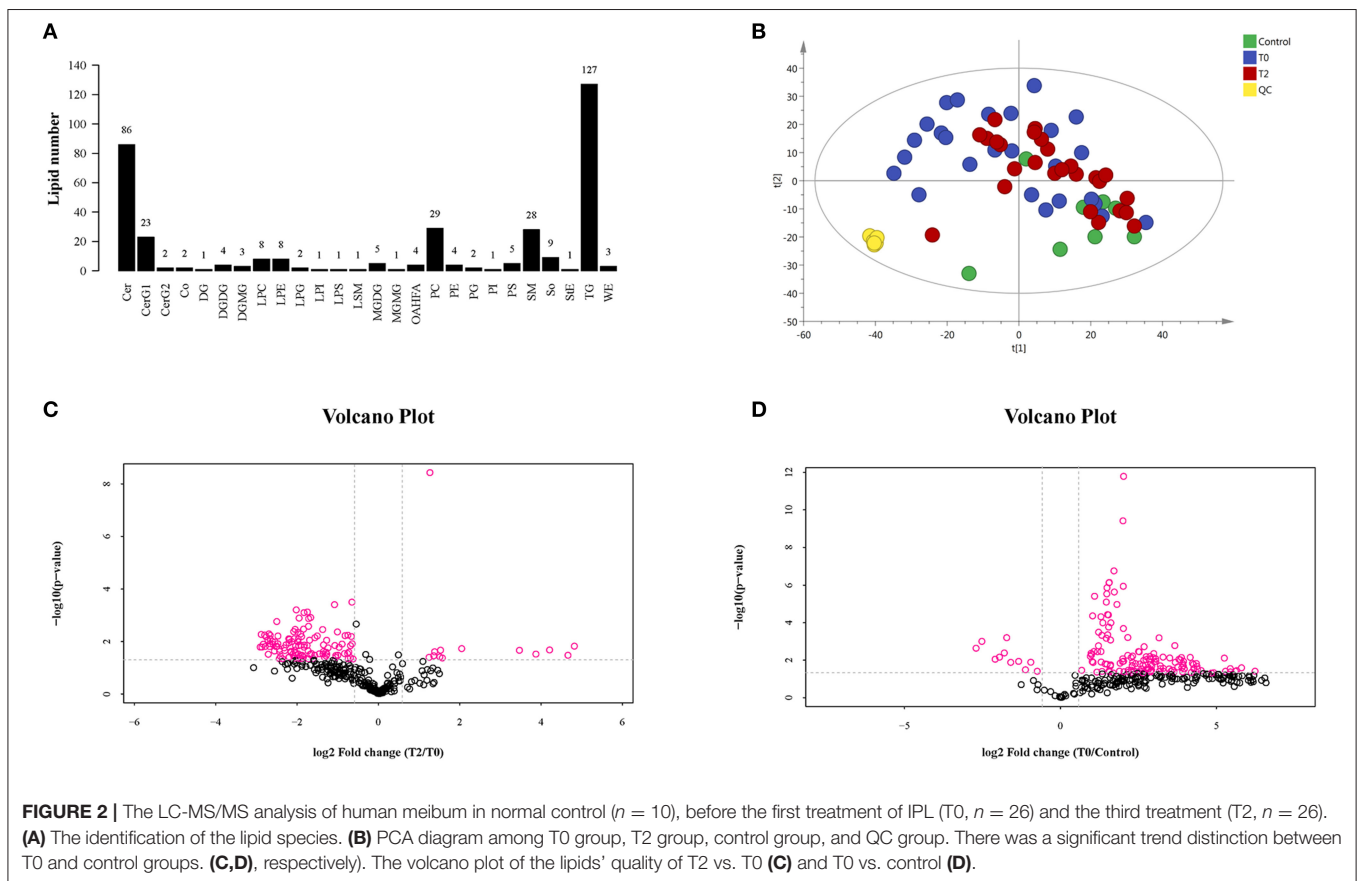 A
Lipid number
140
120
100
80
60
40
20
0
86
23
2
2
1
4
3
8
8
2
1
1
1
5
1
4
29
4
2
1
5
28
9
1
127
3
Cer
CerG1
CerG2
Co
DG
DGDG
DGMG
LPC
LPE
LPG
LPI
LPS
LSM
MGDG
MGMG
OAHFA
PC
PE
PG
PI
PS
SM
So
StE
TG
WE
B
Control
T0
T2
QC
t[2]
40
30
20
10
0
-10
-20
-30
-40
-50
-60
-40
-20
0
20
40
60
t[1]
C
Volcano Plot
−log10(p−value)
8
6
4
2
0
−6
−4
−2
0
2
4
6
log2 Fold change (T2/T0)
D
Volcano Plot
−log10(p−value)
12
10
8
6
4
2
0
−5
0
5
log2 Fold change (T0/Control)
FIGURE 2 | The LC-MS/MS analysis of human meibum in normal control (n = 10), before the first treatment of IPL (T0, n = 26) and the third treatment (T2, n = 26).
(A) The identification of the lipid species. (B) PCA diagram among T0 group, T2 group, control group, and QC group. There was a significant trend distinction between
T0 and control groups. (C,D), respectively). The volcano plot of the lipids' quality of T2 vs. T0 (C) and T0 vs. control (D).